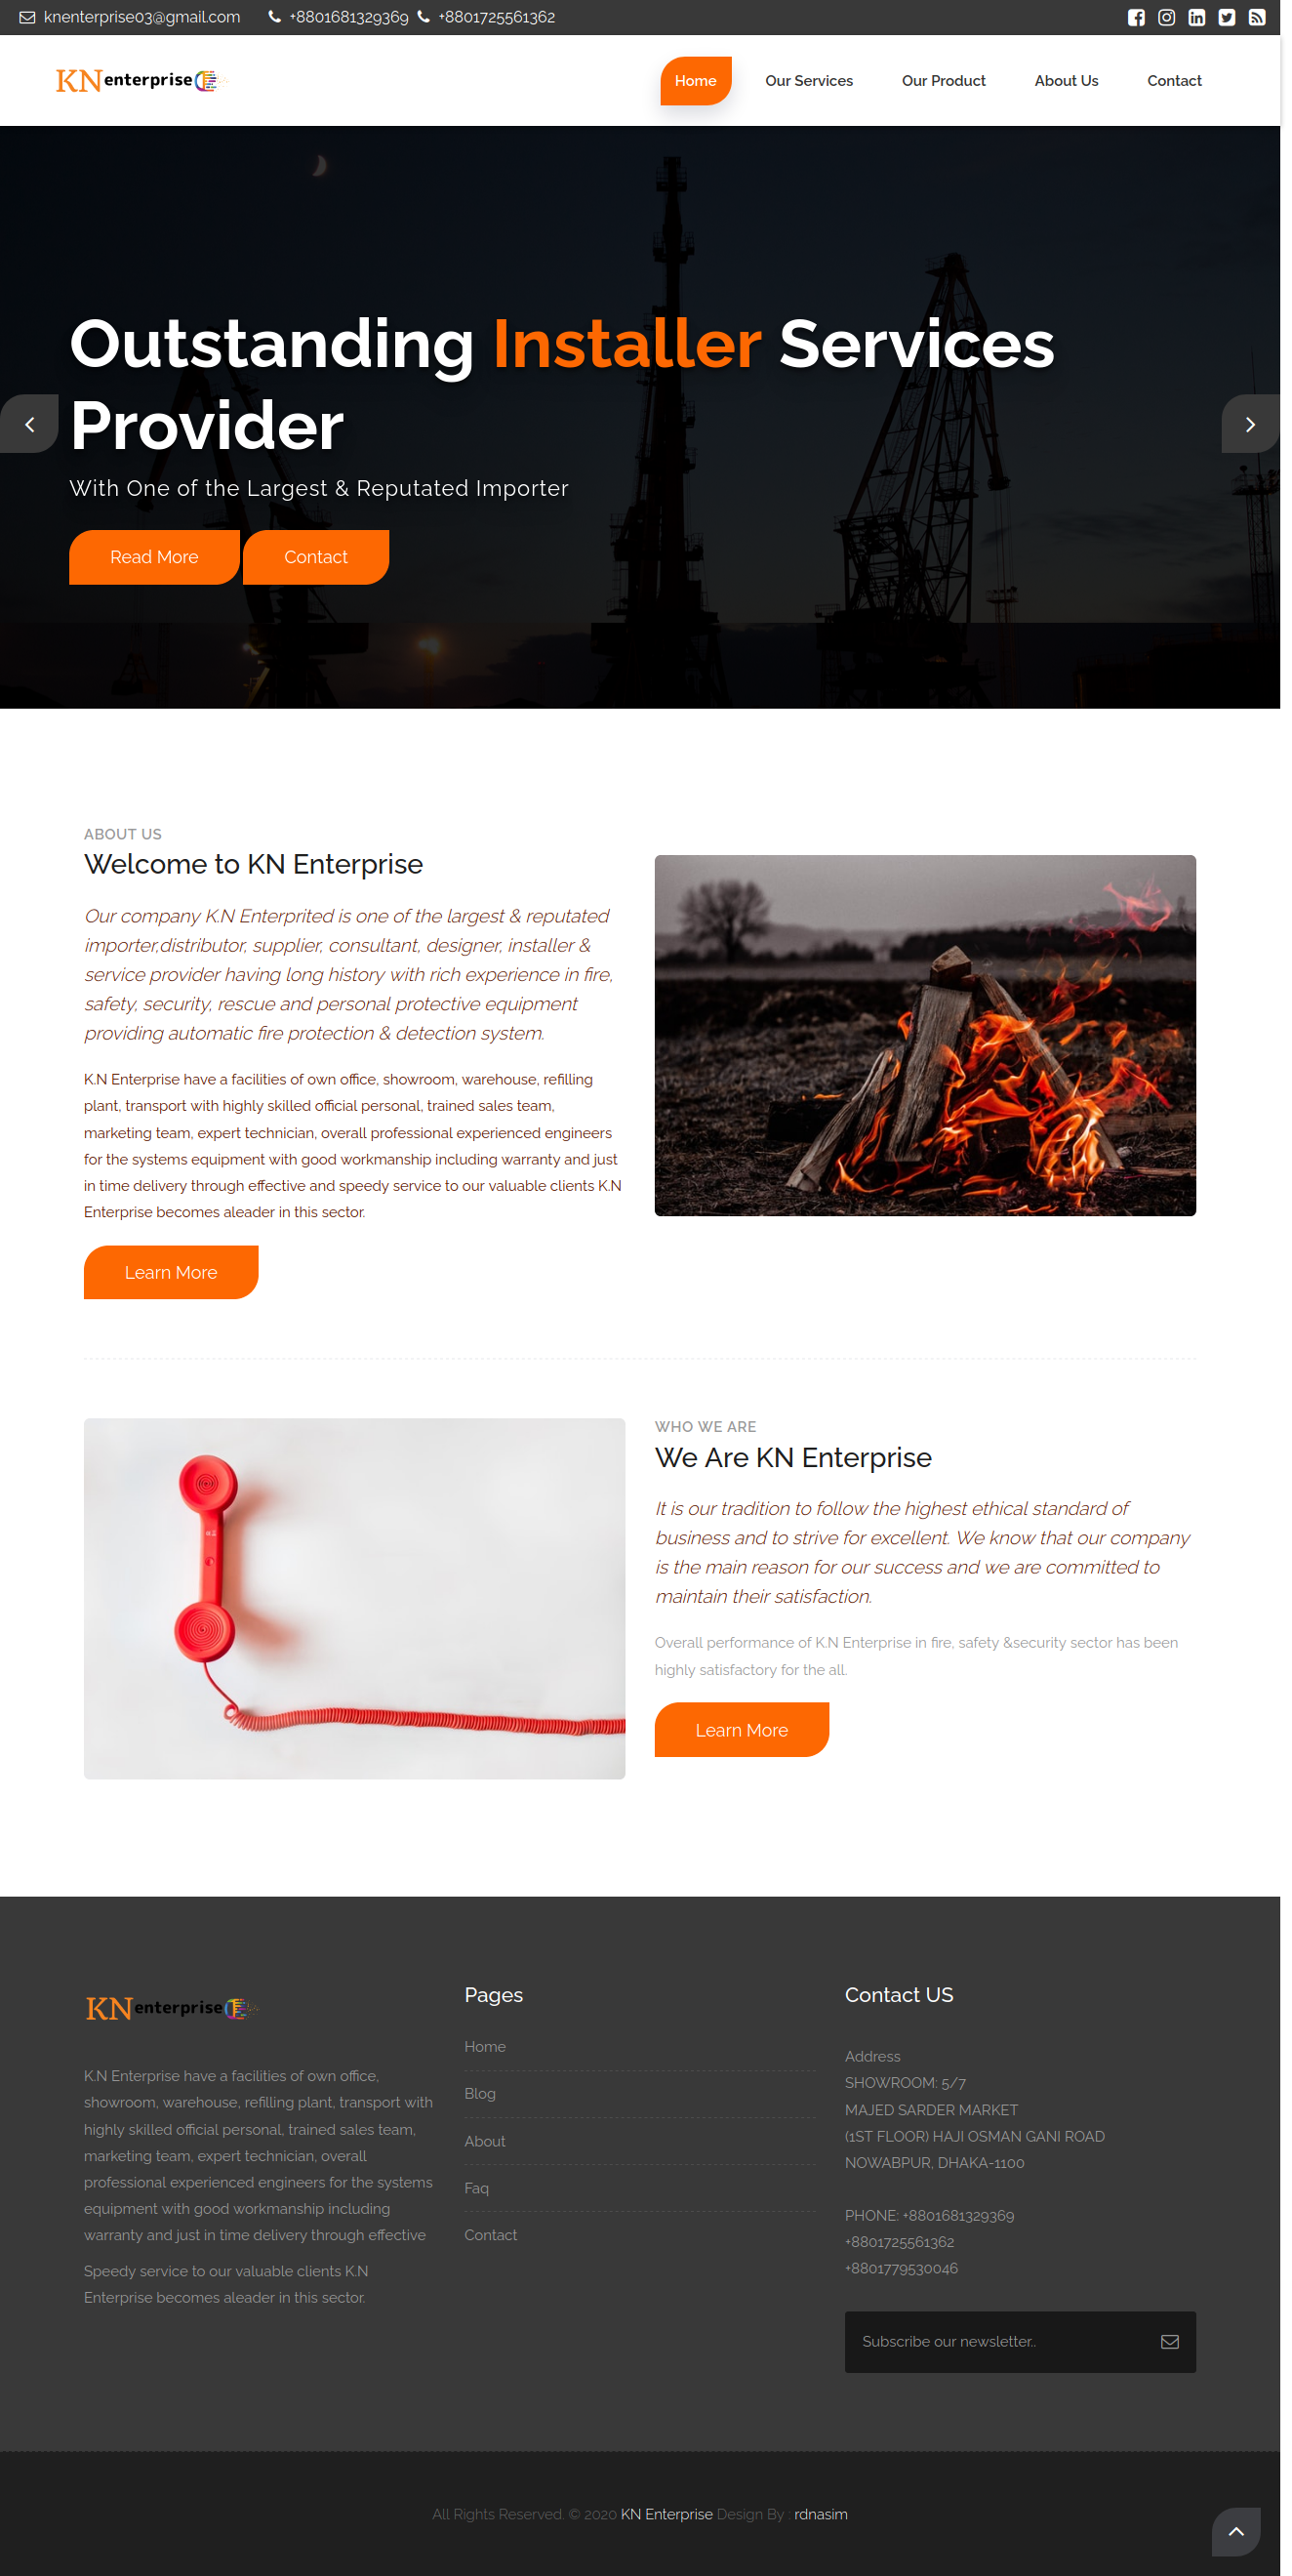 knenterprise03@gmail.com +8801681329369 +8801725561362
KN enterprise
Home Our Services Our Product About Us Contact
Outstanding Installer Services
Provider
With One of the Largest & Reputated Importer
Read More Contact
ABOUT US
Welcome to KN Enterprise
Our company K.N Enterprited is one of the largest & reputated
importer,distributor, supplier, consultant, designer, installer &
service provider having long history with rich experience in fire,
safety, security, rescue and personal protective equipment
providing automatic fire protection & detection system.
K.N Enterprise have a facilities of own office, showroom, warehouse, refilling
plant, transport with highly skilled official personal, trained sales team,
marketing team, expert technician, overall professional experienced engineers
for the systems equipment with good workmanship including warranty and just
in time delivery through effective and speedy service to our valuable clients K.N
Enterprise becomes aleader in this sector.
Learn More
WHO WE ARE
We Are KN Enterprise
It is our tradition to follow the highest ethical standard of
business and to strive for excellent. We know that our company
is the main reason for our success and we are committed to
maintain their satisfaction.
Overall performance of K.N Enterprise in fire, safety &security sector has been
highly satisfactory for the all.
Learn More
KN enterprise
K.N Enterprise have a facilities of own office,
showroom, warehouse, refilling plant, transport with
highly skilled official personal, trained sales team,
marketing team, expert technician, overall
professional experienced engineers for the systems
equipment with good workmanship including
warranty and just in time delivery through effective
Speedy service to our valuable clients K.N
Enterprise becomes aleader in this sector.
Pages
Home
Blog
About
Faq
Contact
Contact US
Address
SHOWROOM: 5/7
MAJED SARDER MARKET
(1ST FLOOR) HAJI OSMAN GANI ROAD
NOWABPUR, DHAKA-1100
PHONE: +8801681329369
+8801725561362
+8801779530046
Subscribe our newsletter..
All Rights Reserved. © 2020 KN Enterprise Design By : rdnasim